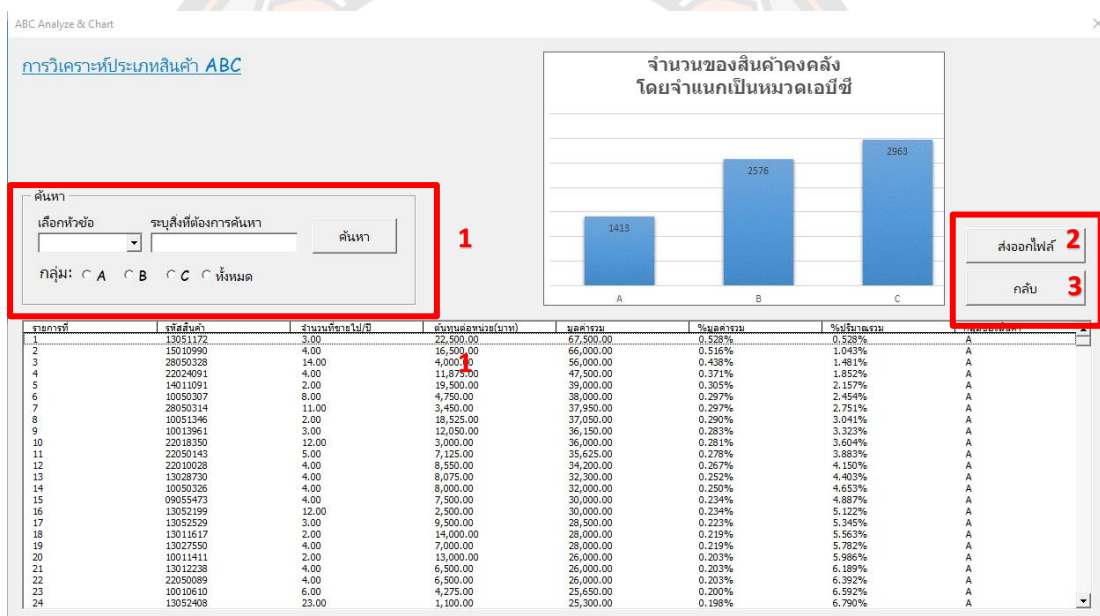 ABC Analyze & Chart
การวิเคราะห์ประเภทสินค้า ABC
จำนวนของสินค้าคงคลัง
โดยจำแนกเป็นหมวดเอบีซี
1413
2576
2963
A B C
ค้นหา
เลือกหัวข้อ ระบุสิ่งที่ต้องการค้นหา
ค้นหา
กลุ่ม: A B C ทั้งหมด
1
ส่งออกไฟล์ 2
กลับ 3
รายการที่ รหัสสินค้า จำนวนที่ขายไป/ปี ต้นทุนต่อหน่วย(บาท) มูลค่ารวม %มูลค่ารวม %ปริมาณรวม กลุ่มของสินค้า
1 13051172 3.00 22,500.00 67,500.00 0.528% 0.528% A
2 15010990 4.00 16,500.00 66,000.00 0.516% 1.043% A
3 28050328 14.00 4,000.00 56,000.00 0.438% 1.481% A
1
4 22024091 4.00 11,875.00 47,500.00 0.371% 1.852% A
5 14011091 2.00 19,500.00 39,000.00 0.305% 2.157% A
6 10050307 8.00 4,750.00 38,000.00 0.297% 2.454% A
7 28050314 11.00 3,450.00 37,950.00 0.297% 2.751% A
8 10051346 2.00 18,525.00 37,050.00 0.290% 3.041% A
9 10013961 3.00 12,050.00 36,150.00 0.283% 3.323% A
10 22018350 12.00 3,000.00 36,000.00 0.281% 3.604% A
11 22050143 5.00 7,125.00 35,625.00 0.278% 3.883% A
12 22010028 4.00 8,550.00 34,200.00 0.267% 4.150% A
13 13028730 4.00 8,075.00 32,300.00 0.252% 4.403% A
14 10050326 4.00 8,000.00 32,000.00 0.250% 4.653% A
15 09055473 4.00 7,500.00 30,000.00 0.234% 4.887% A
16 13052199 12.00 2,500.00 30,000.00 0.234% 5.122% A
17 13052529 3.00 9,500.00 28,500.00 0.223% 5.345% A
18 13011617 2.00 14,000.00 28,000.00 0.219% 5.563% A
19 13027550 4.00 7,000.00 28,000.00 0.219% 5.782% A
20 10011411 2.00 13,000.00 26,000.00 0.203% 5.986% A
21 13012238 4.00 6,500.00 26,000.00 0.203% 6.189% A
22 22050089 4.00 6,500.00 26,000.00 0.203% 6.392% A
23 10010610 6.00 4,275.00 25,650.00 0.200% 6.592% A
24 13052408 23.00 1,100.00 25,300.00 0.198% 6.790% A